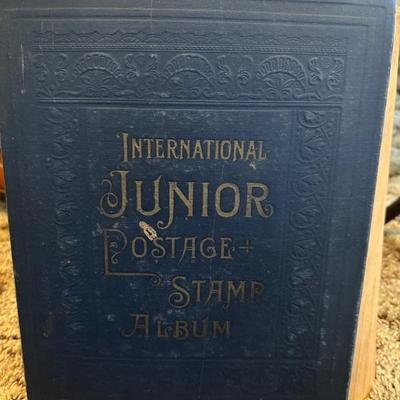 INTERNATIONAL
JUNIOR
POSTAGE +
STAMP
ALBUM